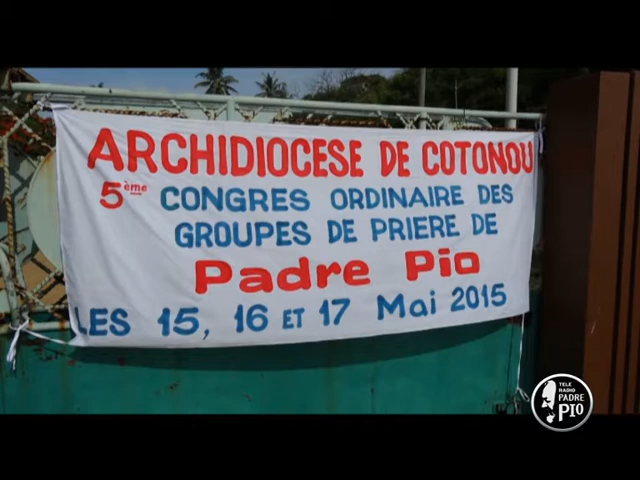 ARCHIDIOCESE DE COTONOU
5ème CONGRES ORDINAIRE DES
GROUPES DE PRIERE DE
Padre Pio
LES 15, 16 ET 17 Mai 2015
TELE
RADIO
PADRE
PIO